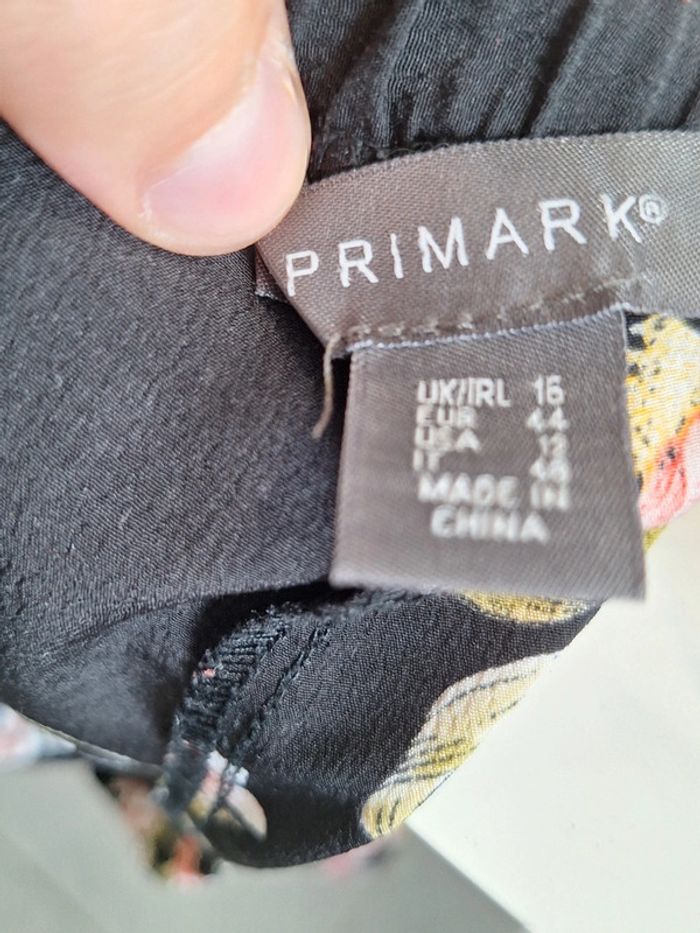 PRIMARK®
UK/IRL 16
EUR 44
USA 12
IT 48
MADE IN
CHINA